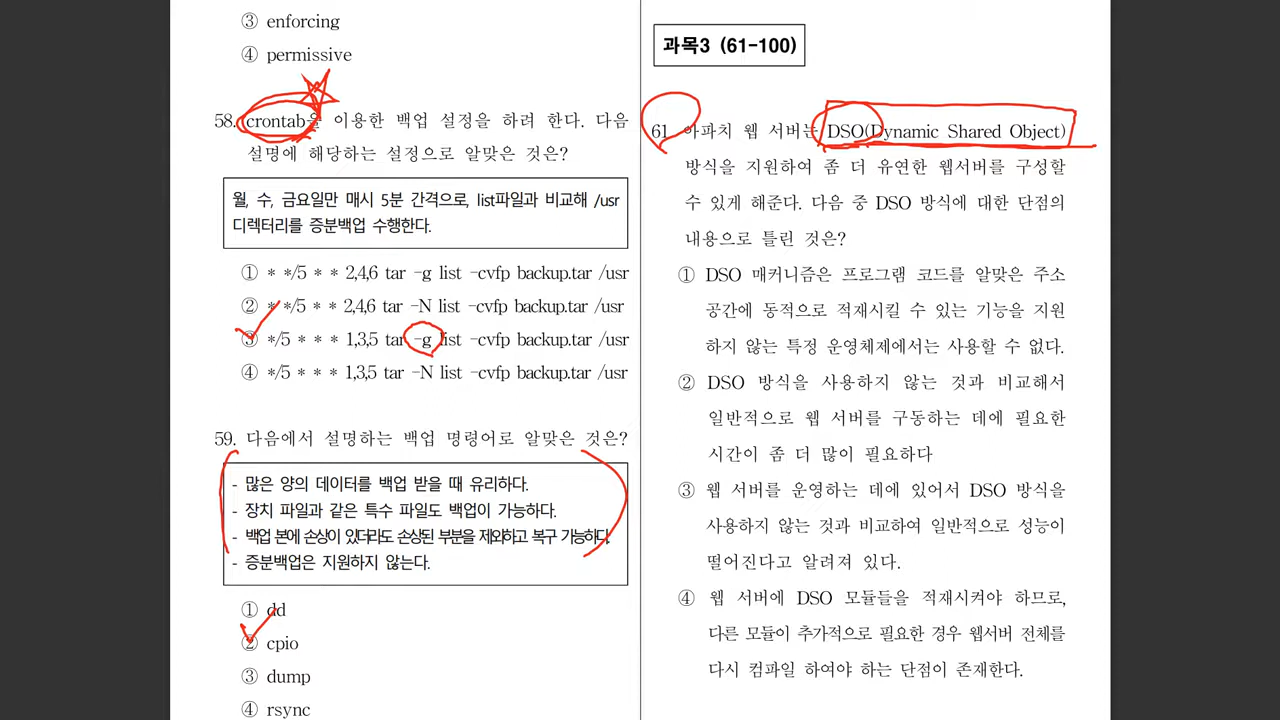 ③ enforcing
④ permissive
58. crontab을 이용한 백업 설정을 하려 한다. 다음
설명에 해당하는 설정으로 알맞은 것은?
월, 수, 금요일만 매시 5분 간격으로, list파일과 비교해 /usr
디렉터리를 증분백업 수행한다.
① * */5 * * 2,4,6 tar -g list -cvfp backup.tar /usr
② * */5 * * 2,4,6 tar -N list -cvfp backup.tar /usr
③ */5 * * * 1,3,5 tar -g list -cvfp backup.tar /usr
④ */5 * * * 1,3,5 tar -N list -cvfp backup.tar /usr
59. 다음에서 설명하는 백업 명령어로 알맞은 것은?
- 많은 양의 데이터를 백업 받을 때 유리하다.
- 장치 파일과 같은 특수 파일도 백업이 가능하다.
- 백업 본에 손상이 있더라도 손상된 부분을 제외하고 복구 가능하다.
- 증분백업은 지원하지 않는다.
① dd
② cpio
③ dump
④ rsync
과목3 (61-100)
61. 아파치 웹 서버는 DSO(Dynamic Shared Object)
방식을 지원하여 좀 더 유연한 웹서버를 구성할
수 있게 해준다. 다음 중 DSO 방식에 대한 단점의
내용으로 틀린 것은?
① DSO 매커니즘은 프로그램 코드를 알맞은 주소
공간에 동적으로 적재시킬 수 있는 기능을 지원
하지 않는 특정 운영체제에서는 사용할 수 없다.
② DSO 방식을 사용하지 않는 것과 비교해서
일반적으로 웹 서버를 구동하는 데에 필요한
시간이 좀 더 많이 필요하다
③ 웹 서버를 운영하는 데에 있어서 DSO 방식을
사용하지 않는 것과 비교하여 일반적으로 성능이
떨어진다고 알려져 있다.
④ 웹 서버에 DSO 모듈들을 적재시켜야 하므로,
다른 모듈이 추가적으로 필요한 경우 웹서버 전체를
다시 컴파일 하여야 하는 단점이 존재한다.